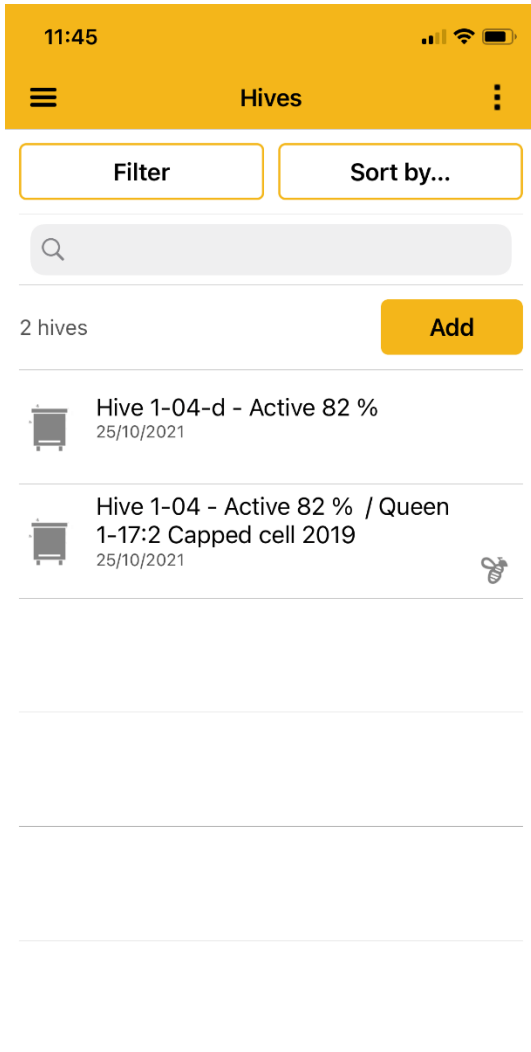 11:45
Hives
Filter
Sort by...
2 hives
Add
Hive 1-04-d - Active 82 %
25/10/2021
Hive 1-04 - Active 82 %  / Queen
1-17:2 Capped cell 2019
25/10/2021